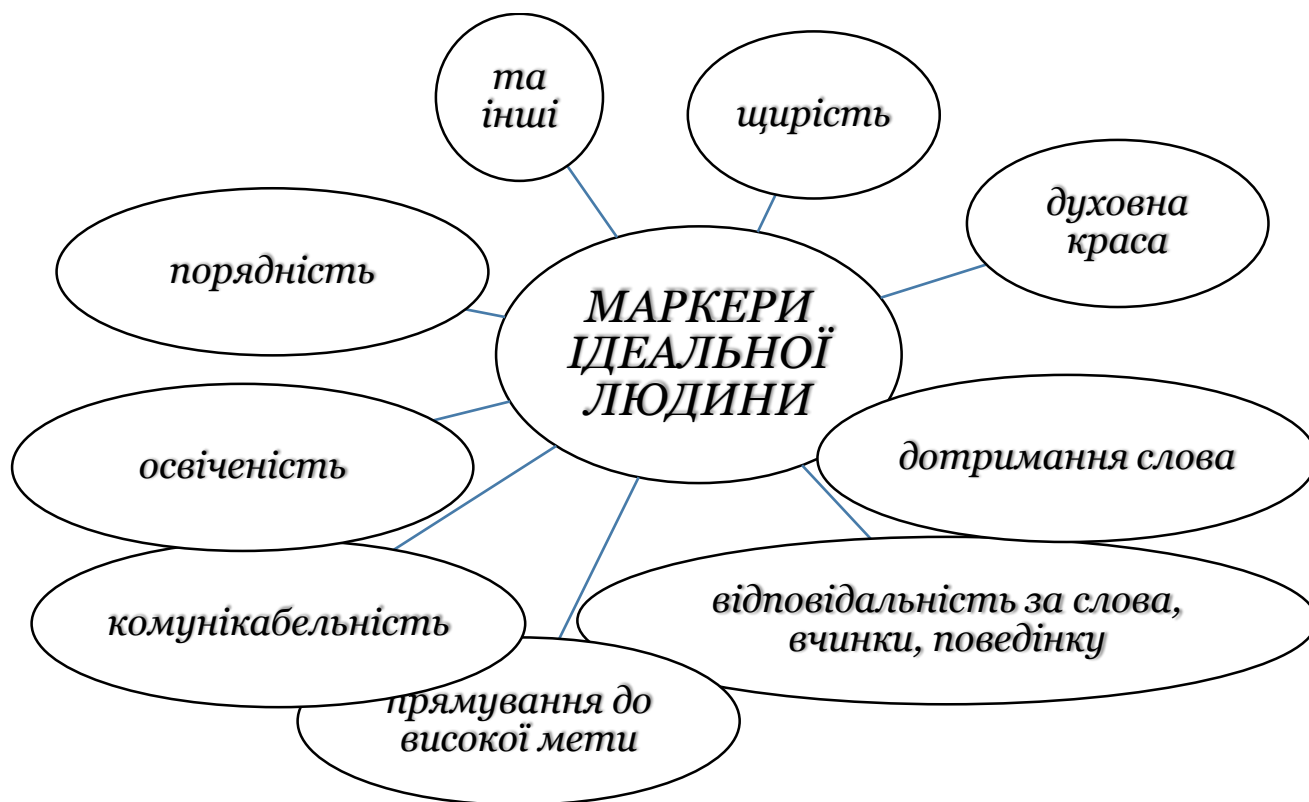 та
інші
щирість
духовна
краса
порядність
МАРКЕРИ
ІДЕАЛЬНОЇ
ЛЮДИНИ
освіченість
дотримання слова
комунікабельність
відповідальність за слова,
вчинки, поведінку
прямування до
високої мети